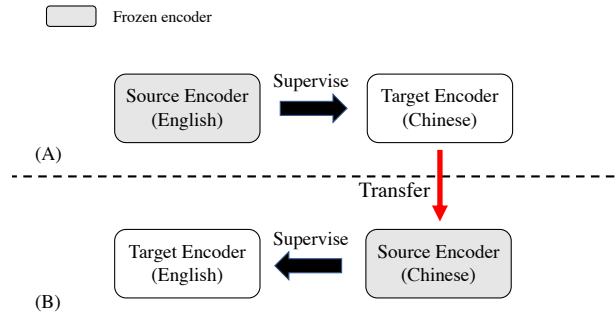 Frozen encoder
Supervise
Source Encoder
(English)
Target Encoder
(Chinese)
(A)
Transfer
Supervise
Target Encoder
(English)
Source Encoder
(Chinese)
(B)